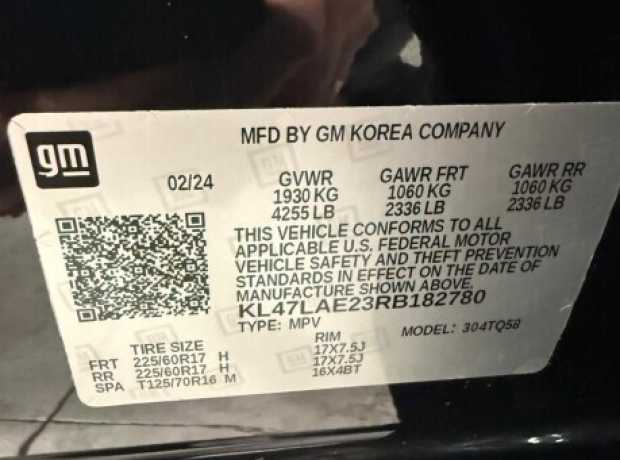 gm
MFD BY GM KOREA COMPANY
02/24 GVWR GAWR FRT GAWR RR
1930 KG 1060 KG 1060 KG
4255 LB 2336 LB 2336 LB
THIS VEHICLE CONFORMS TO ALL
APPLICABLE U.S. FEDERAL MOTOR
VEHICLE SAFETY AND THEFT PREVENTION
STANDARDS IN EFFECT ON THE DATE OF
MANUFACTURE SHOWN ABOVE.
KL47LAE23RB182780
TYPE: MPV MODEL: 304TQ58
TIRE SIZE RIM
FRT 225/60R17 H 17X7.5J
RR 225/60R17 H 17X7.5J
SPA T125/70R16 M 16X4BT